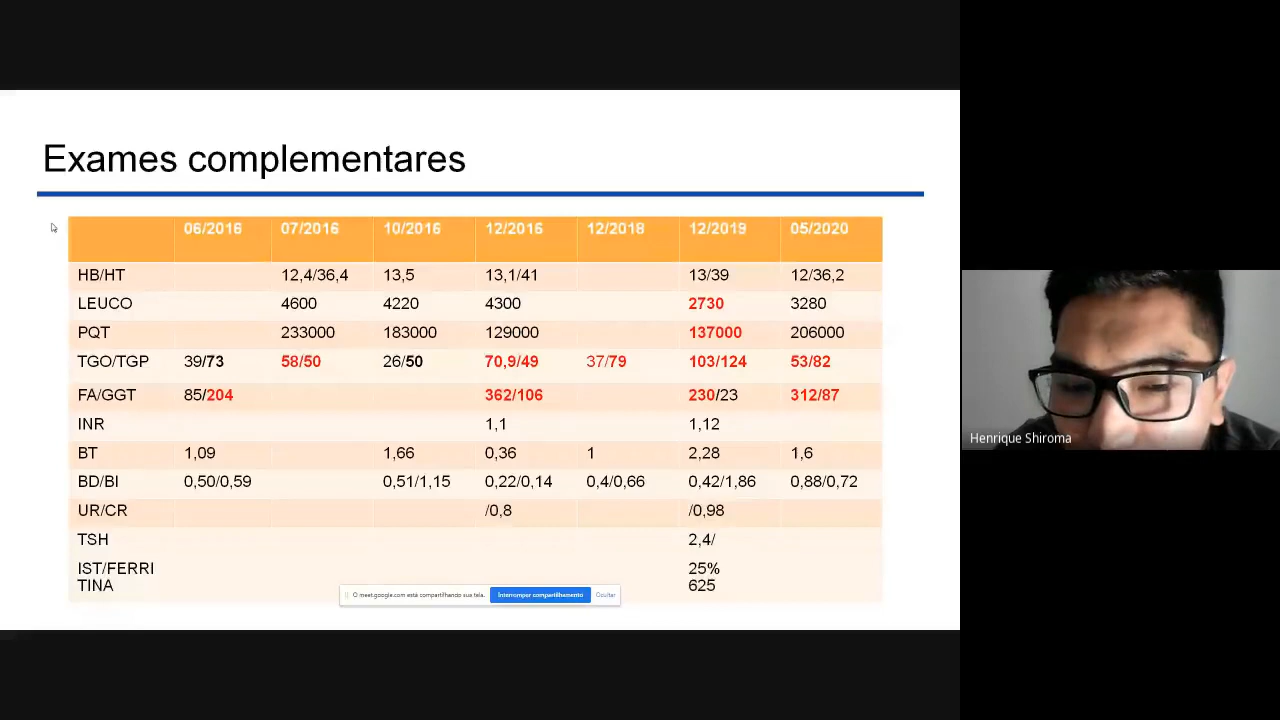 Exames complementares
06/2016 07/2016 10/2016 12/2016 12/2018 12/2019 05/2020
HB/HT 12,4/36,4 13,5 13,1/41 13/39 12/36,2
LEUCO 4600 4220 4300 2730 3280
PQT 233000 183000 129000 137000 206000
TGO/TGP 39/73 58/50 26/50 70,9/49 37/79 103/124 53/82
FA/GGT 85/204 362/106 230/23 312/87
INR 1,1 1,12
BT 1,09 1,66 0,36 1 2,28 1,6
BD/BI 0,50/0,59 0,51/1,15 0,22/0,14 0,4/0,66 0,42/1,86 0,88/0,72
UR/CR /0,8 /0,98
TSH 2,4/
IST/FERRI 25%
TINA 625
O meet.google.com está compartilhando sua tela. Interromper compartilhamento Ocultar
Henrique Shiroma